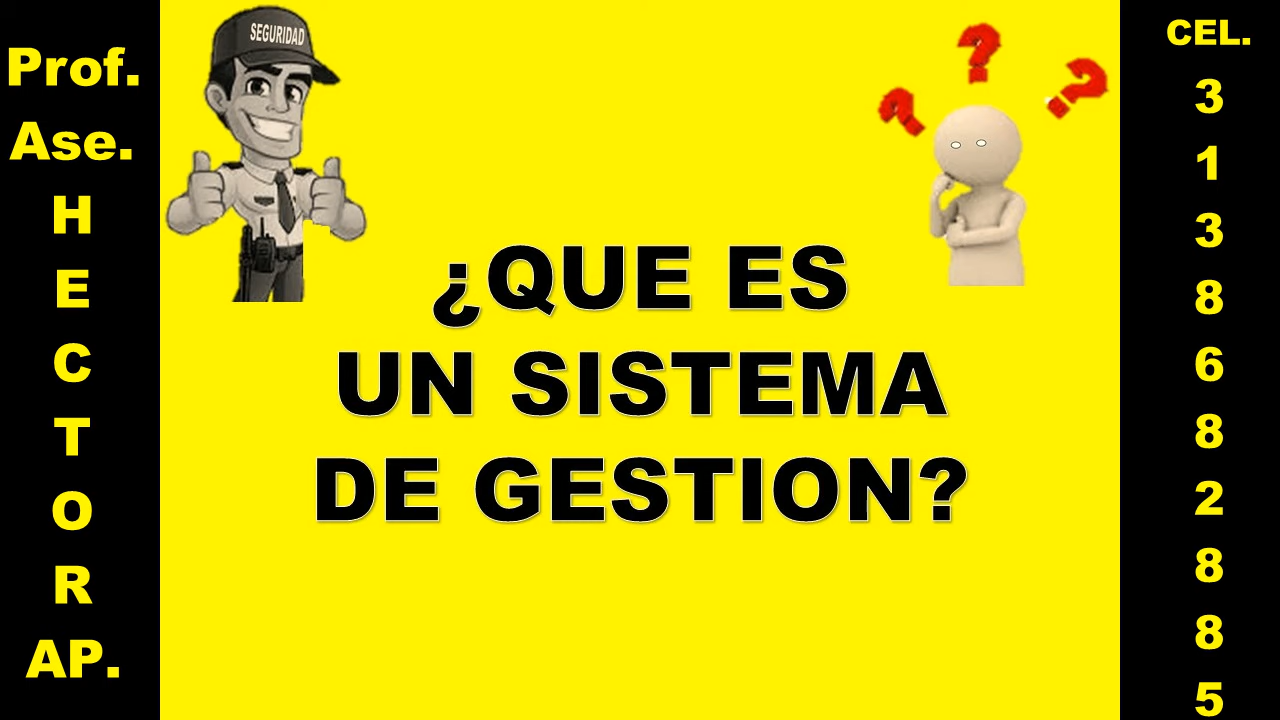 Prof.
Ase.
H
E
C
T
O
R
AP.
SEGURIDAD
¿QUE ES
UN SISTEMA
DE GESTION?
CEL.
3
1
3
8
6
8
2
8
8
5